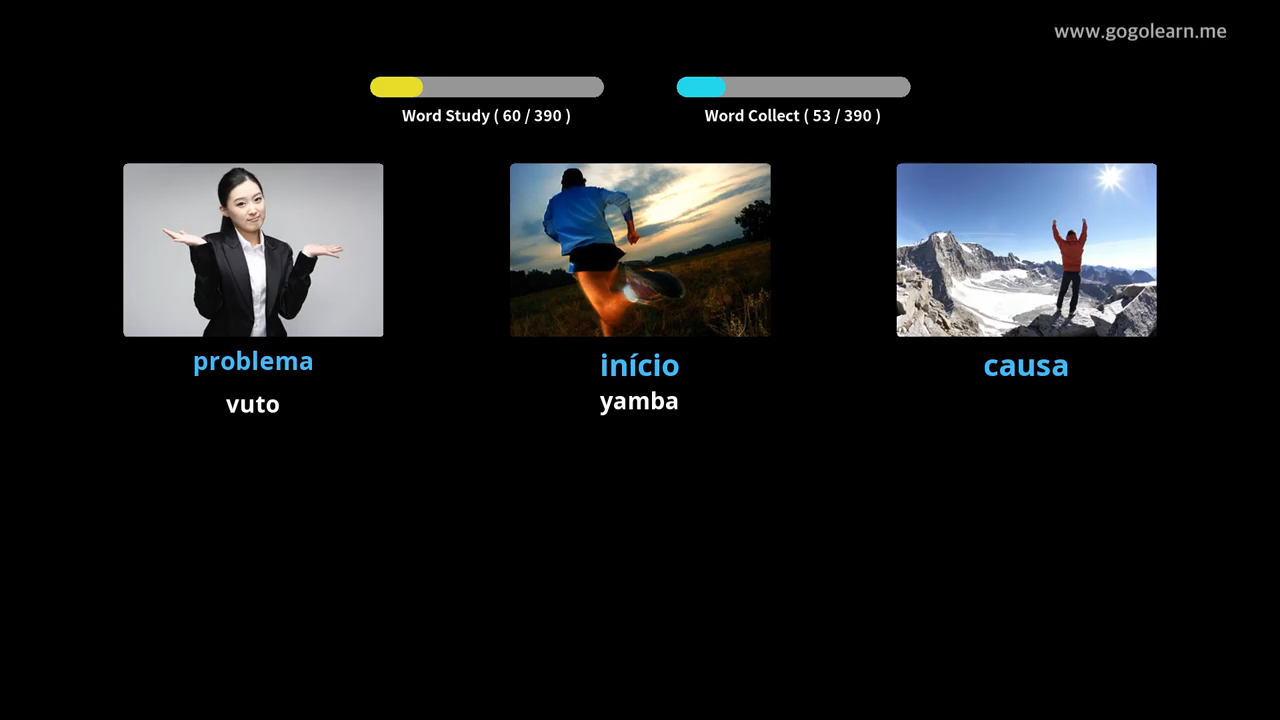 www.gogolearn.me
Word Study ( 60 / 390 )
Word Collect ( 53 / 390 )
problema
vuto
início
yamba
causa